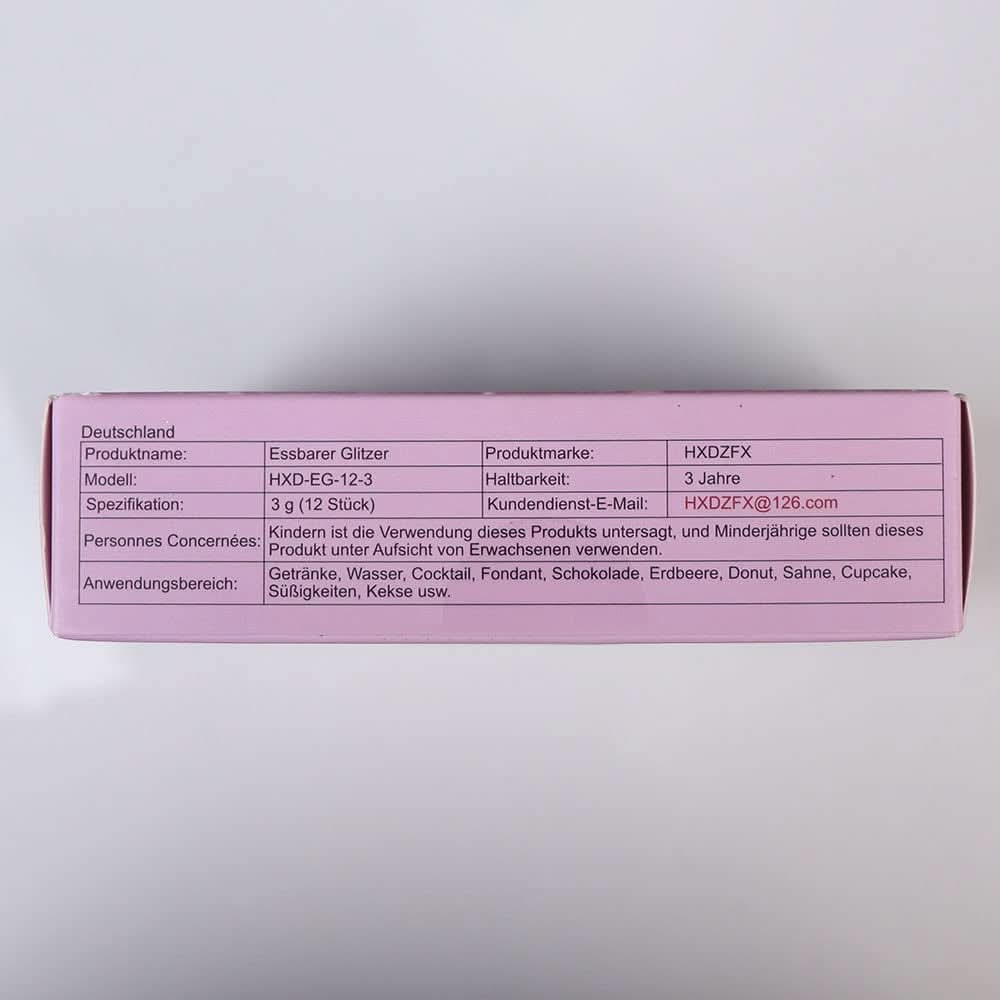 Deutschland
Produktname: Essbarer Glitzer Produktmarke: HXDZFX
Modell: HXD-EG-12-3 Haltbarkeit: 3 Jahre
Spezifikation: 3 g (12 Stück) Kundendienst-E-Mail: HXDZFX@126.com
Personnes Concernées: Kindern ist die Verwendung dieses Produkts untersagt, und Minderjährige sollten dieses
Produkt unter Aufsicht von Erwachsenen verwenden.
Anwendungsbereich: Getränke, Wasser, Cocktail, Fondant, Schokolade, Erdbeere, Donut, Sahne, Cupcake,
Süßigkeiten, Kekse usw.